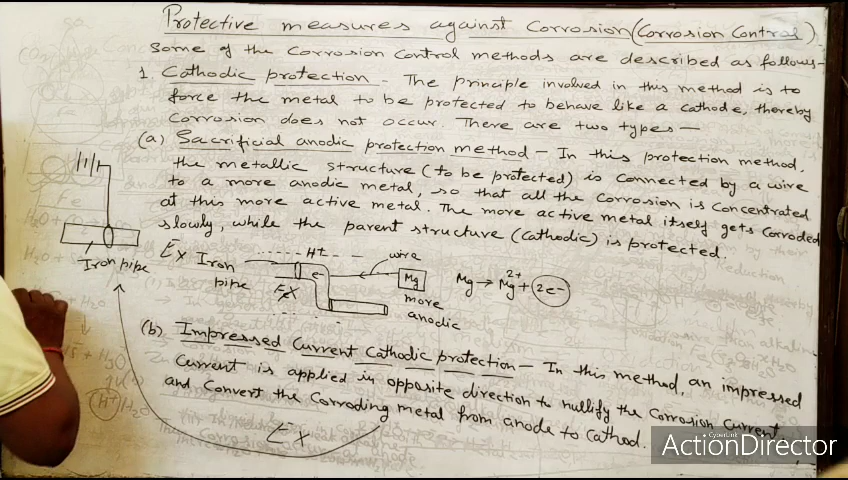 Protective measures against Corrosion (Corrosion Control)
Some of the Corrosion Control methods are described as follows-
1. Cathodic protection - The principle involved in this method is to
force the metal to be protected to behave like a cathode, thereby
Corrosion does not occur. There are two types —
(a) Sacrificial anodic protection method - In this protection method,
the metallic structure (to be protected) is connected by a wire
to a more anodic metal, so that all the corrosion is concentrated
at this more active metal. The more active metal itself gets corroded
slowly, while the parent structure (cathodic) is protected.
Iron pipe
Ex Iron pipe
H+
wire
e-
Ex
Mg
more anodic
Mg → Mg2+ + 2e-
(b) Impressed Current Cathodic protection - In this method, an impressed
Current is applied in opposite direction to nullify the Corrosion Current
and Convert the Corroding metal from anode to Cathod.
Ex
CyberLink
ActionDirector